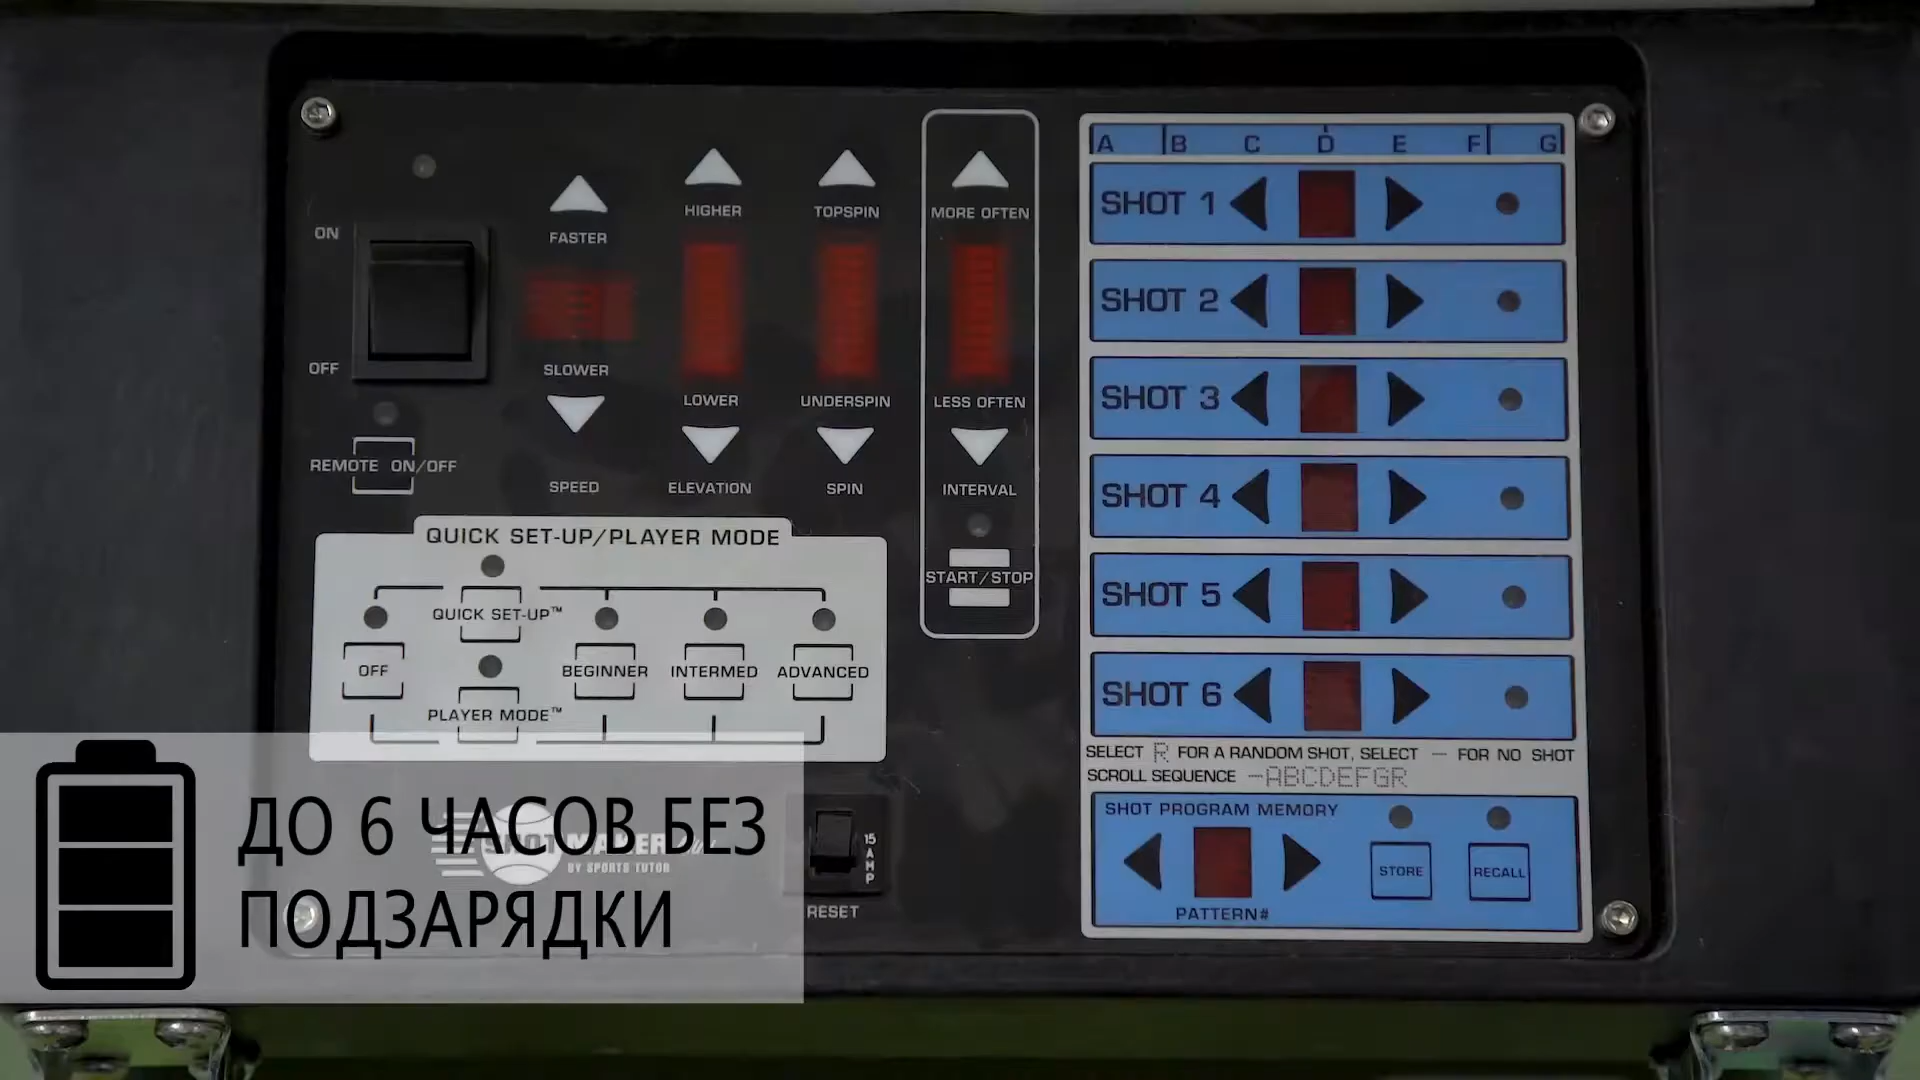 ON
OFF
REMOTE ON/OFF
FASTER
SLOWER
SPEED
HIGHER
LOWER
ELEVATION
TOPSPIN
UNDERSPIN
SPIN
MORE OFTEN
LESS OFTEN
INTERVAL
START/STOP
QUICK SET-UP/PLAYER MODE
QUICK SET-UP™
OFF
BEGINNER
INTERMED
ADVANCED
PLAYER MODE™
A B C D E F G
SHOT 1
SHOT 2
SHOT 3
SHOT 4
SHOT 5
SHOT 6
SELECT R FOR A RANDOM SHOT, SELECT — FOR NO SHOT
SCROLL SEQUENCE -ABCDEFGR
SHOT PROGRAM MEMORY
STORE
RECALL
PATTERN#
15 AMP
RESET
SHOT MAKER
BY SPORTS TUTOR
ДО 6 ЧАСОВ БЕЗ
ПОДЗАРЯДКИ